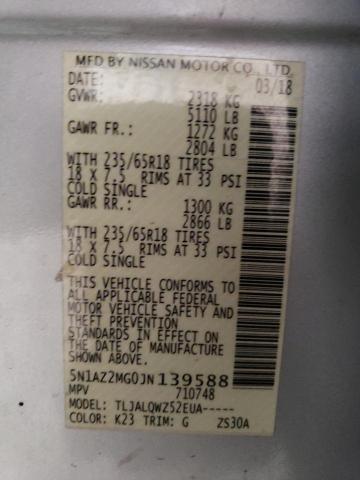 MFD BY NISSAN MOTOR CO., LTD.
DATE: 03/18
GVWR: 2318 KG
5110 LB
GAWR FR.: 1272 KG
2804 LB
WITH 235/65R18 TIRES
18 X 7.5 RIMS AT 33 PSI
COLD SINGLE
GAWR RR.: 1300 KG
2866 LB
WITH 235/65R18 TIRES
18 X 7.5 RIMS AT 33 PSI
COLD SINGLE
THIS VEHICLE CONFORMS TO
ALL APPLICABLE FEDERAL
MOTOR VEHICLE SAFETY AND
THEFT PREVENTION
STANDARDS IN EFFECT ON
THE DATE OF MANUFACTURE
SHOWN ABOVE.
5N1AZ2MG0JN139588
MPV 710748
MODEL: TLJALQWZ52EUA-----
COLOR: K23 TRIM: G ZS30A